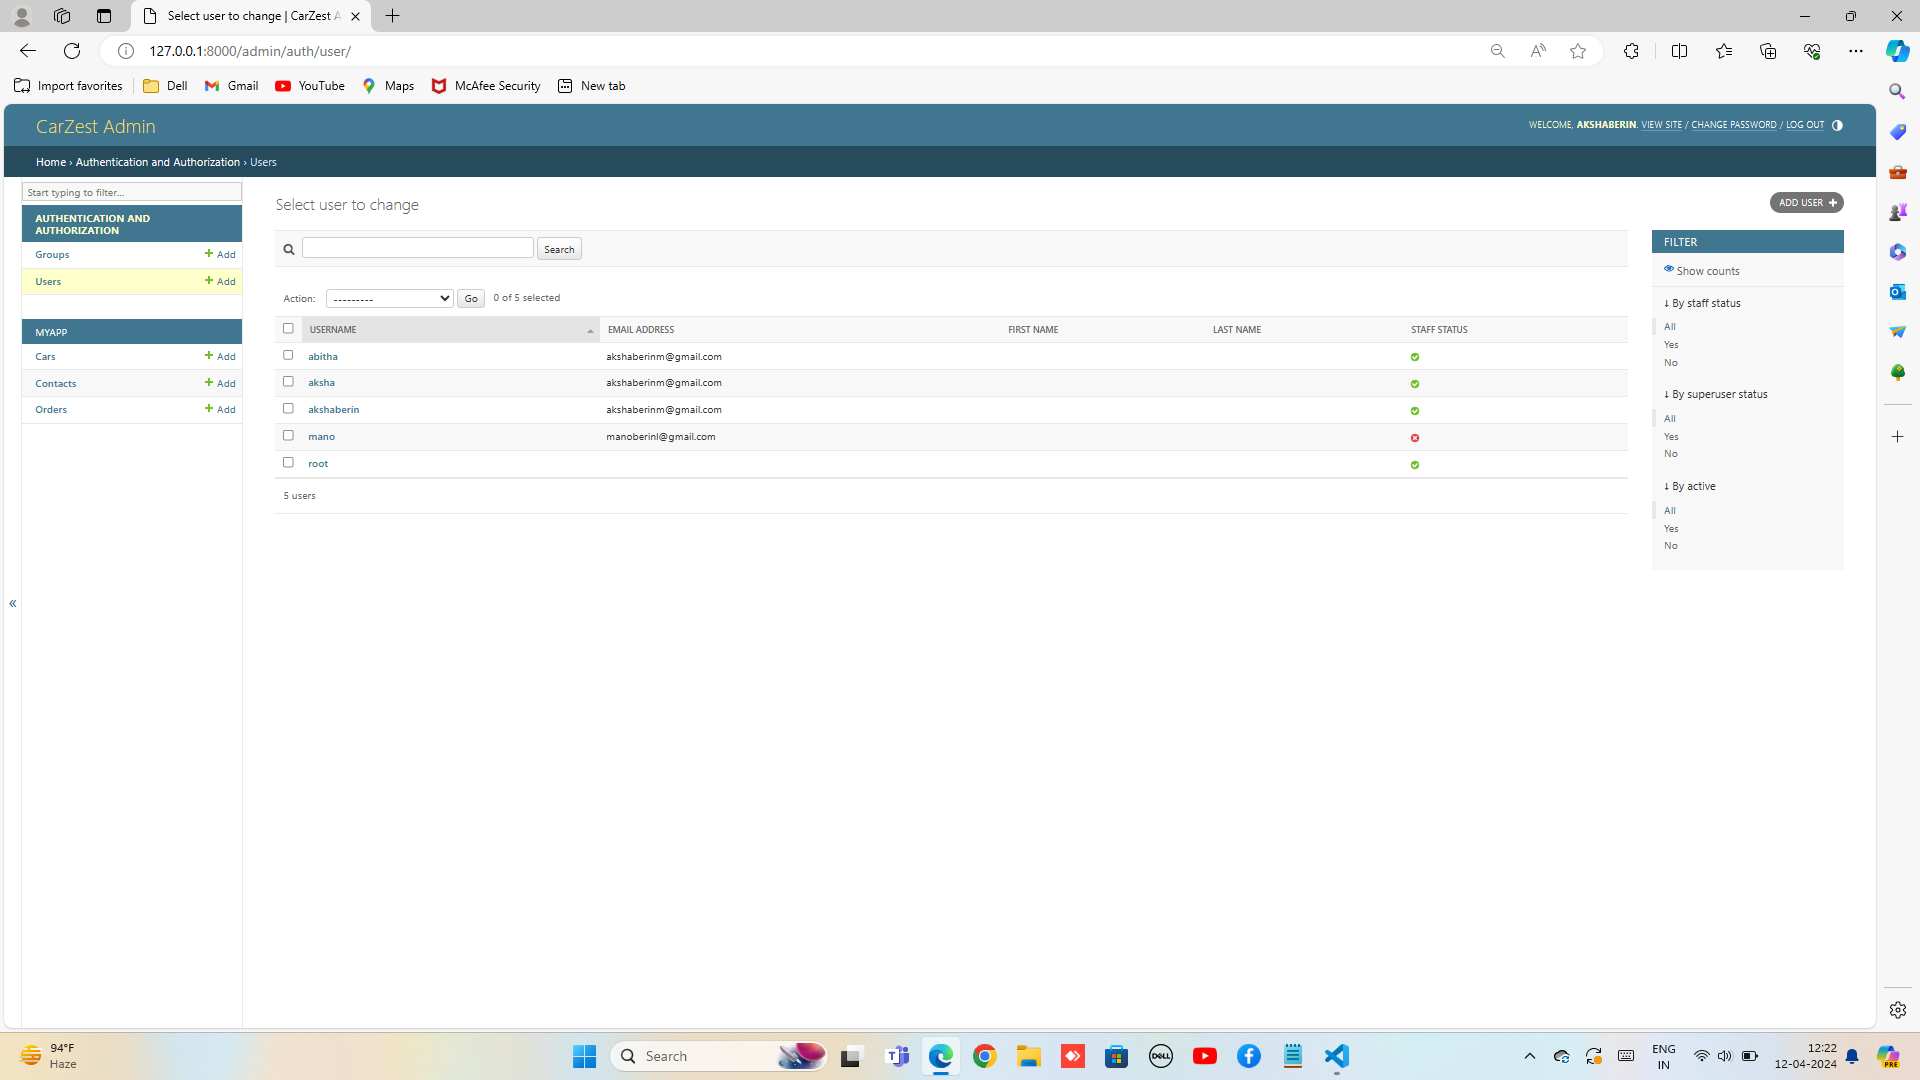 Select user to change | CarZest A
127.0.0.1:8000/admin/auth/user/
Import favorites
Dell
Gmail
YouTube
Maps
McAfee Security
New tab
CarZest Admin
WELCOME, AKSHABERIN. VIEW SITE / CHANGE PASSWORD / LOG OUT
Home › Authentication and Authorization › Users
Start typing to filter...
AUTHENTICATION AND
AUTHORIZATION
Groups + Add
Users + Add
MYAPP
Cars + Add
Contacts + Add
Orders + Add
«
Select user to change
ADD USER +
Search
Action: --------- Go 0 of 5 selected
USERNAME EMAIL ADDRESS FIRST NAME LAST NAME STAFF STATUS
abitha akshaberinm@gmail.com
aksha akshaberinm@gmail.com
akshaberin akshaberinm@gmail.com
mano manoberinl@gmail.com
root
5 users
FILTER
Show counts
↓ By staff status
All
Yes
No
↓ By superuser status
All
Yes
No
↓ By active
All
Yes
No
94°F
Haze
Search
DELL
ENG
IN
12:22
12-04-2024
PRE